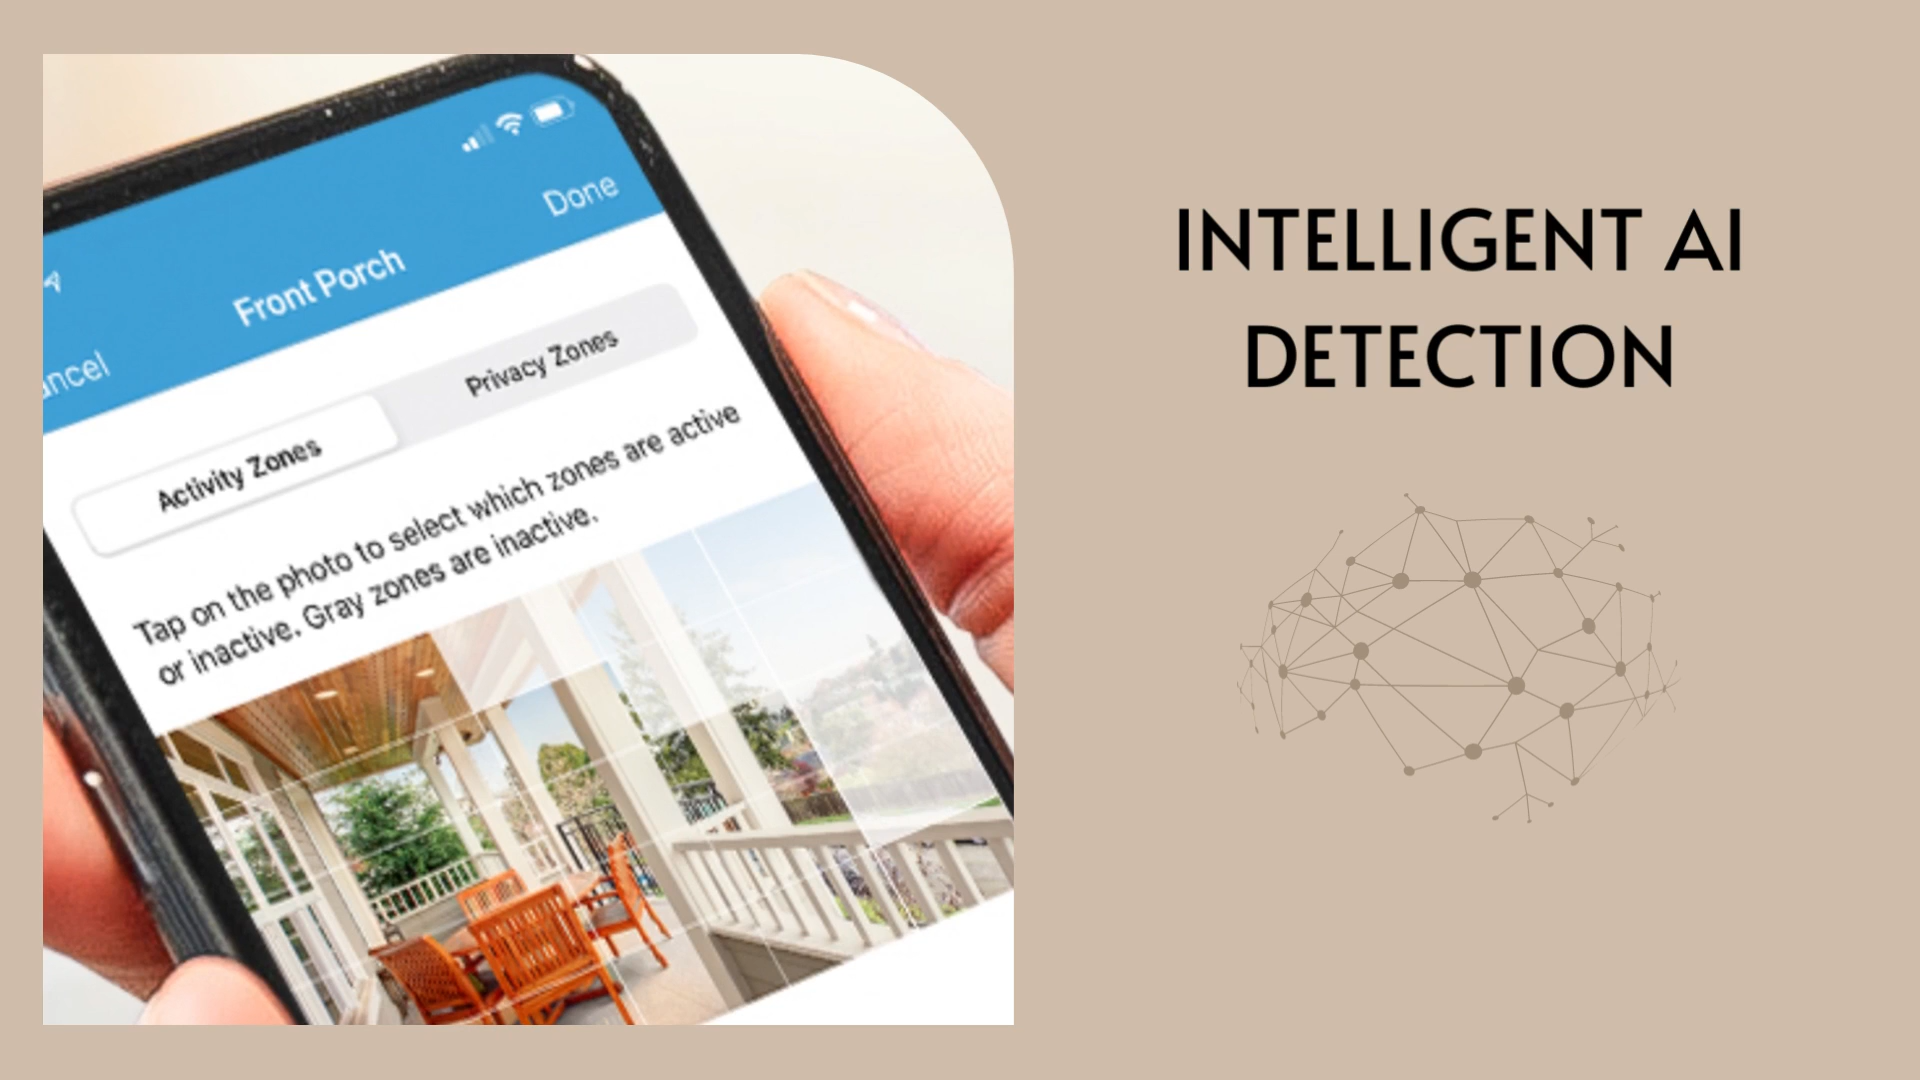 Done
Front Porch
ancel
Activity Zones
Privacy Zones
Tap on the photo to select which zones are active
or inactive. Gray zones are inactive.
INTELLIGENT AI
DETECTION